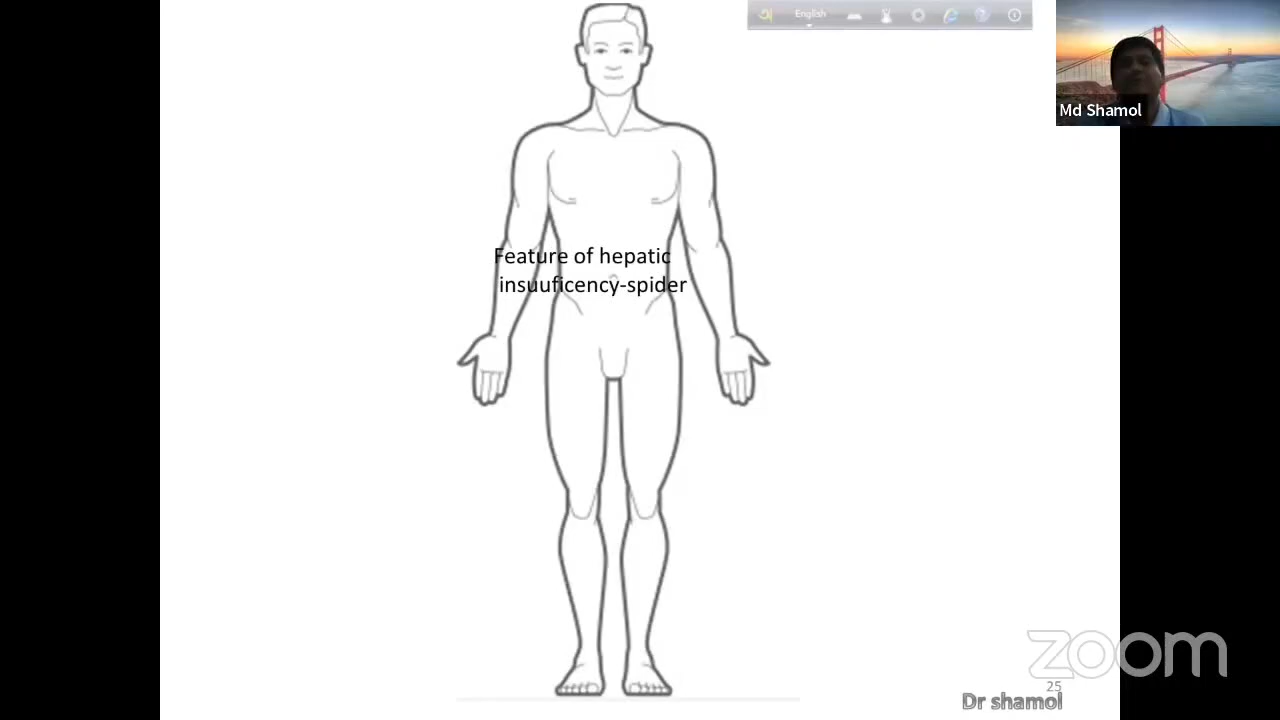 English
Md Shamol
Feature of hepatic
insuuficency-spider
zoom
25
Dr shamol